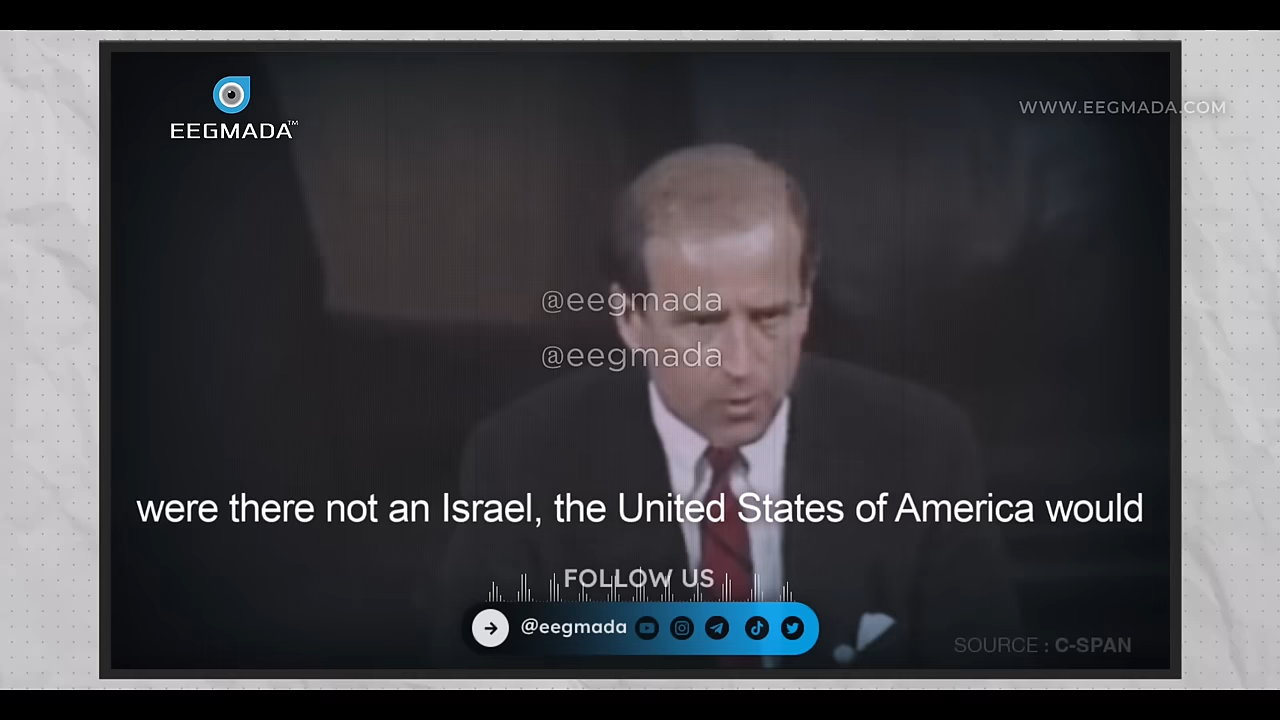 EEGMADA™
WWW.EEGMADA.COM
@eegmada
@eegmada
were there not an Israel, the United States of America would
FOLLOW US
@eegmada
SOURCE : C-SPAN